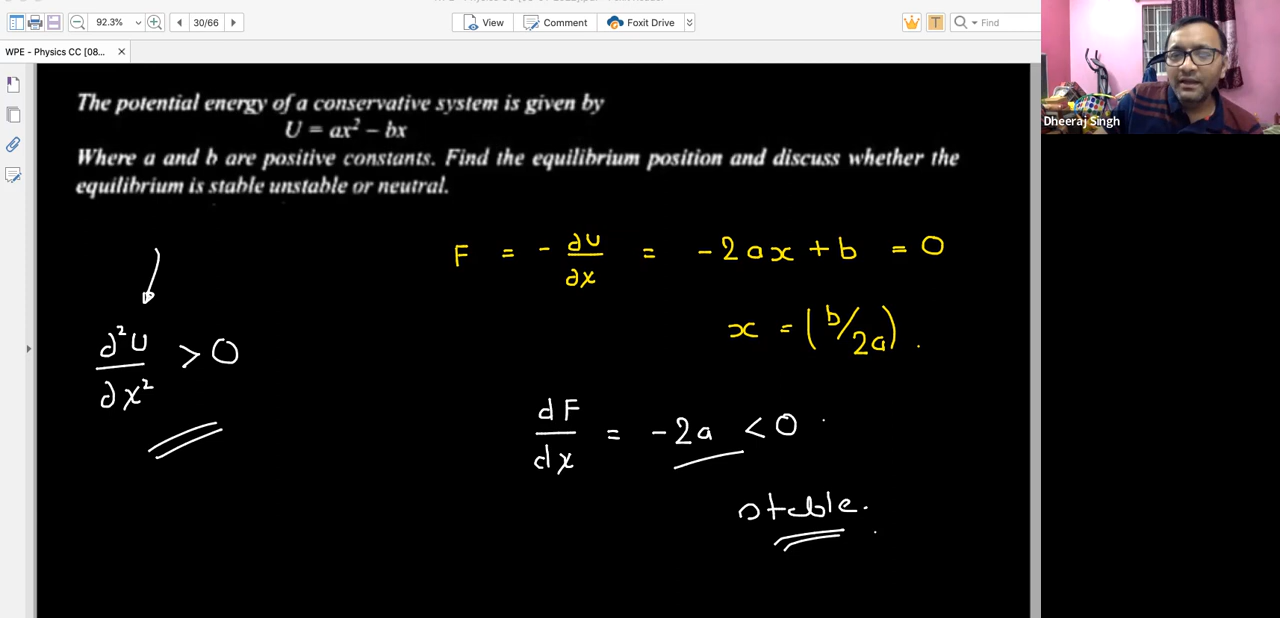 92.3%
30/66
View
Comment
Foxit Drive
T
Find
WPE - Physics CC [08...
Dheeraj Singh
The potential energy of a conservative system is given by
U = ax² – bx
Where a and b are positive constants. Find the equilibrium position and discuss whether the
equilibrium is stable unstable or neutral.
F = - ∂U/∂x = -2ax + b = 0
x = (b/2a).
∂²U/∂x² > 0
dF/dx = -2a < 0
stable.